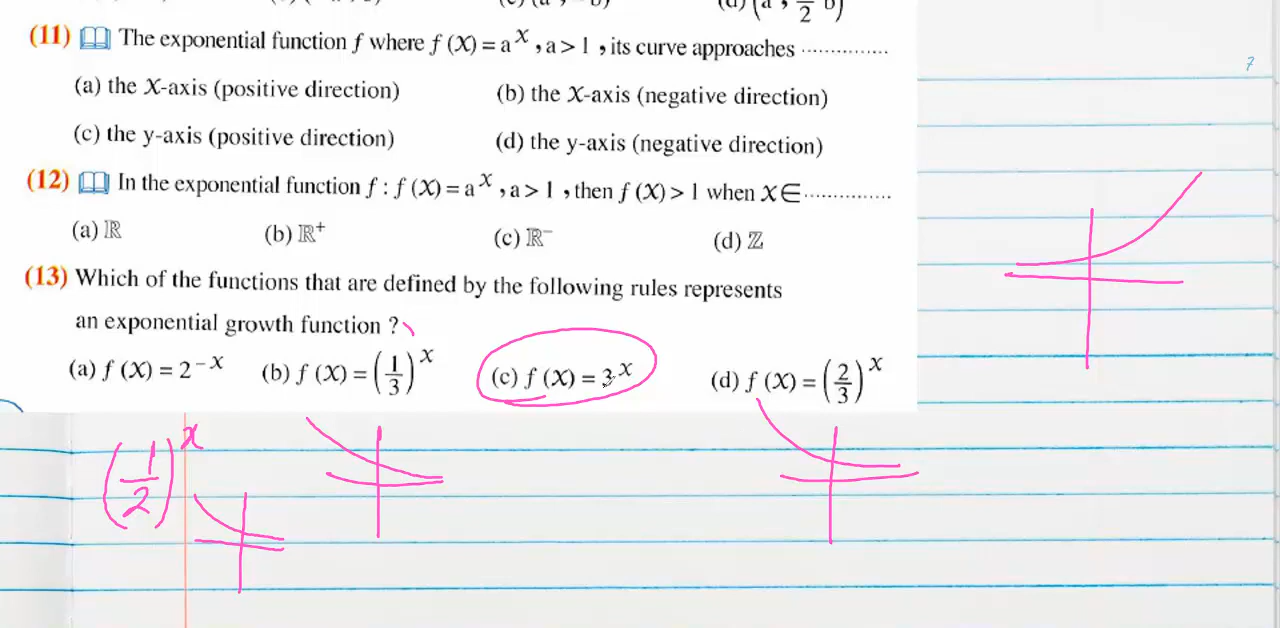 (11) The exponential function f where f (X) = a^X , a > 1 , its curve approaches ...............
(a) the X-axis (positive direction) (b) the X-axis (negative direction)
(c) the y-axis (positive direction) (d) the y-axis (negative direction)
(12) In the exponential function f : f (X) = a^X , a > 1 , then f (X) > 1 when X ∈ ...............
(a) ℝ (b) ℝ⁺ (c) ℝ⁻ (d) ℤ
(13) Which of the functions that are defined by the following rules represents
an exponential growth function ?
(a) f (X) = 2^-X (b) f (X) = (1/3)^X (c) f (X) = 3^X (d) f (X) = (2/3)^X
(1/2)^x
7